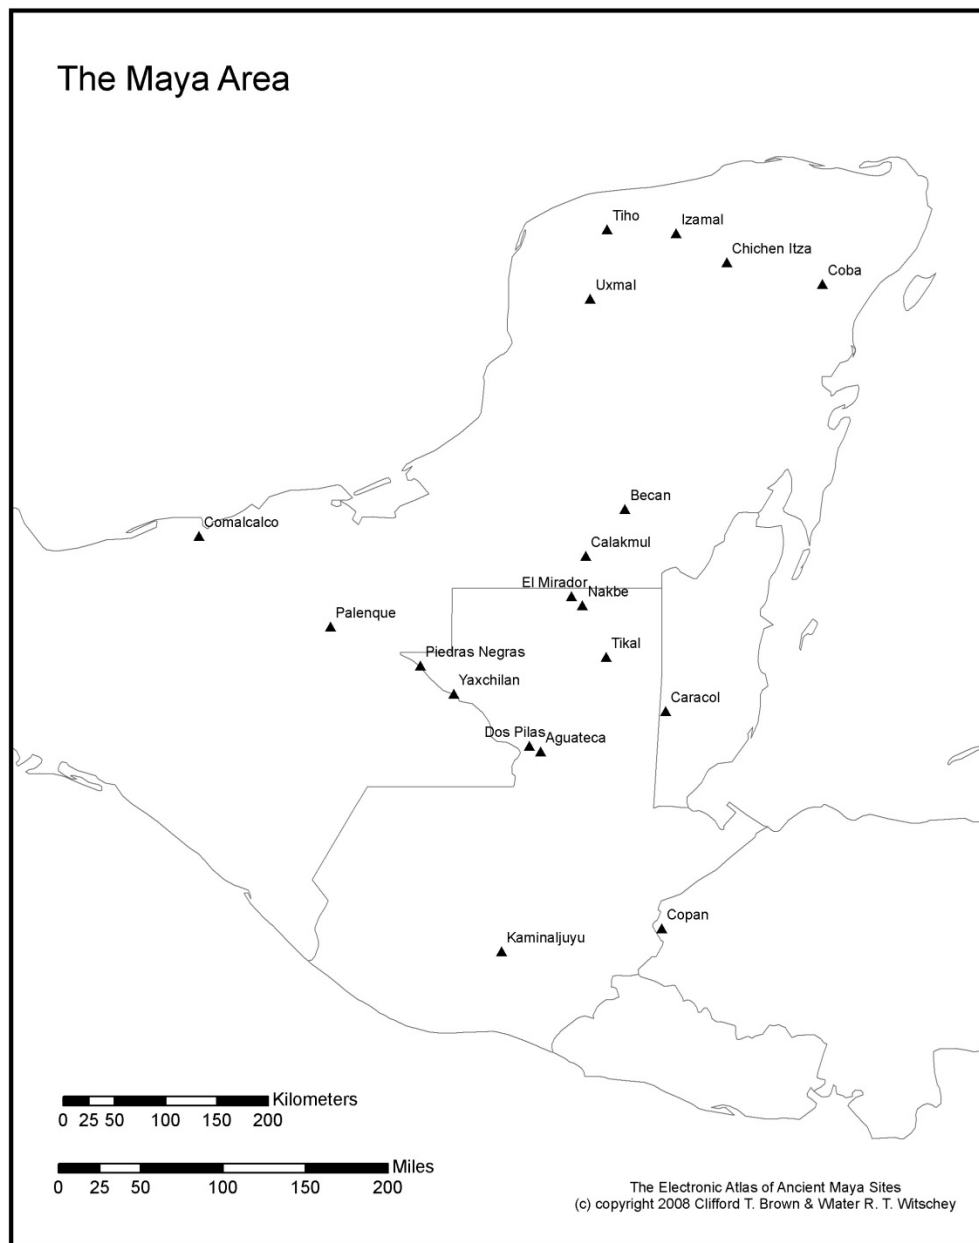 The Maya Area
Tiho
Izamal
Chichen Itza
Coba
Uxmal
Becan
Comalcalco
Calakmul
El Mirador
Nakbe
Palenque
Tikal
Piedras Negras
Yaxchilan
Caracol
Dos Pilas
Aguateca
Copan
Kaminaljuyu
Kilometers
0 25 50 100 150 200
Miles
0 25 50 100 150 200
The Electronic Atlas of Ancient Maya Sites
(c) copyright 2008 Clifford T. Brown & Wlater R. T. Witschey